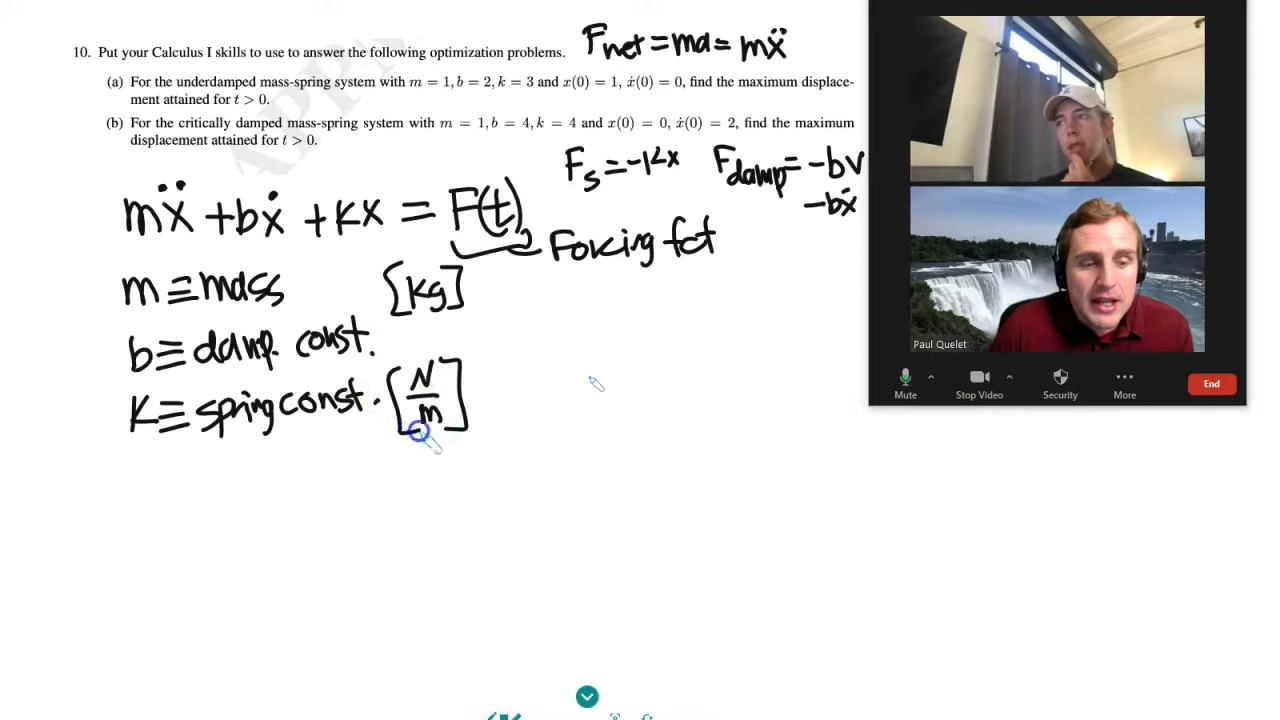 10. Put your Calculus I skills to use to answer the following optimization problems.
Fnet = ma = mẍ
(a) For the underdamped mass-spring system with m = 1, b = 2, k = 3 and x(0) = 1, ẋ(0) = 0, find the maximum displace-
ment attained for t > 0.
(b) For the critically damped mass-spring system with m = 1, b = 4, k = 4 and x(0) = 0, ẋ(0) = 2, find the maximum
displacement attained for t > 0.
Fs = -kx Fdamp = -bv
-bẋ
mẍ + bẋ + kx = F(t)
Forcing fct
m ≡ mass [kg]
b ≡ damp. const.
k ≡ spring const. [N/m]
Paul Quelet
Mute Stop Video Security More End